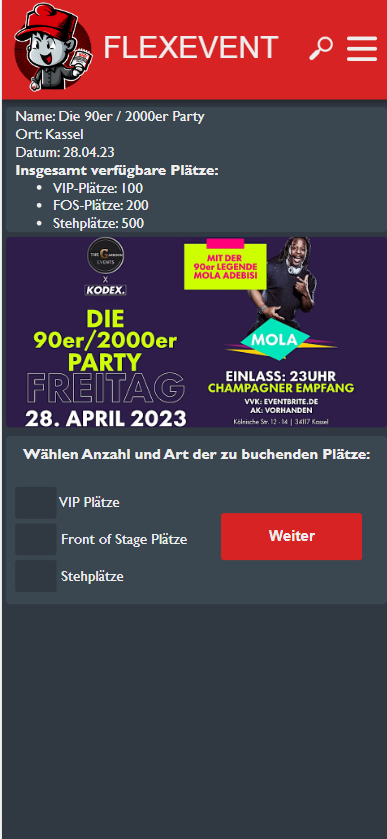 FLEXEVENT
Name: Die 90er / 2000er Party
Ort: Kassel
Datum: 28.04.23
Insgesamt verfügbare Plätze:
• VIP-Plätze: 100
• FOS-Plätze: 200
• Stehplätze: 500
EVENTS
X
KODEX.
DIE
90er/2000er
PARTY
FREITAG
28. APRIL 2023
MIT DER
90er LEGENDE
MOLA ADEBISI
MOLA
EINLASS: 23UHR
CHAMPAGNER EMPFANG
VVK: EVENTBRITE.DE
AK: VORHANDEN
Kölnische Str. 12 - 14 | 34117 Kassel
Wählen Anzahl und Art der zu buchenden Plätze:
VIP Plätze
Front of Stage Plätze
Stehplätze
Weiter